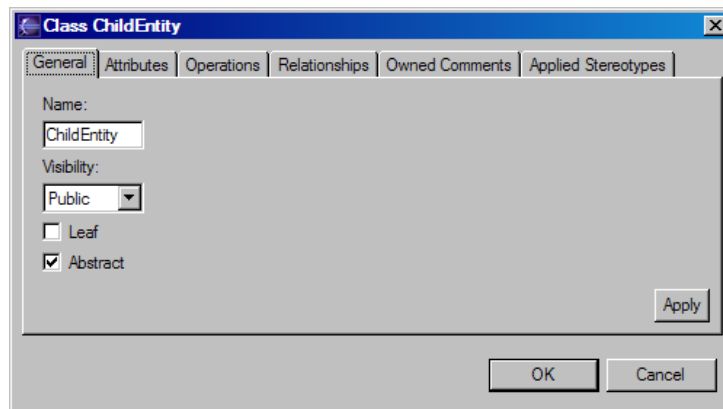 Class ChildEntity
General Attributes Operations Relationships Owned Comments Applied Stereotypes
Name:
ChildEntity
Visibility:
Public
Leaf
Abstract
Apply
OK Cancel